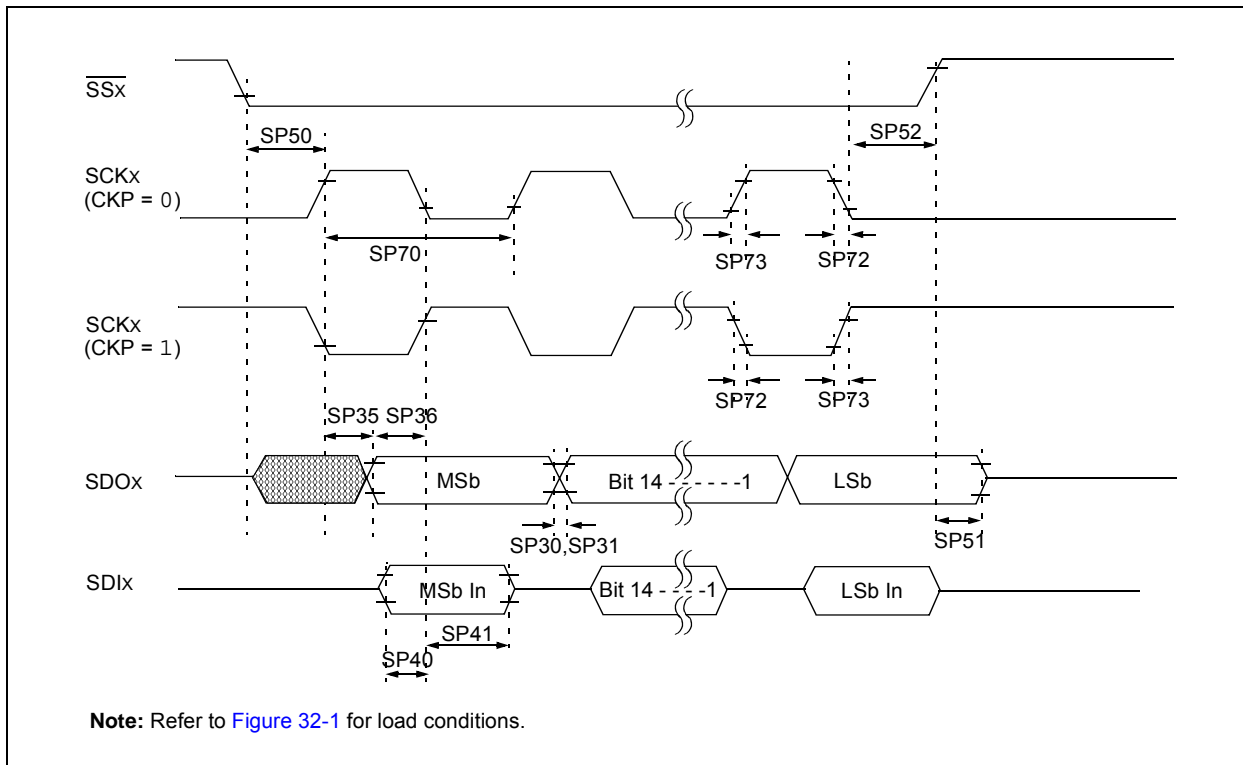 SSx
SP50
SP52
SCKx
(CKP = 0)
SP70
SP73
SP72
SCKx
(CKP = 1)
SP72
SP73
SP35 SP36
SDOx
MSb
Bit 14 - - - - - -1
LSb
SP30,SP31
SP51
SDIx
MSb In
Bit 14 - - - -1
LSb In
SP41
SP40
Note: Refer to Figure 32-1 for load conditions.